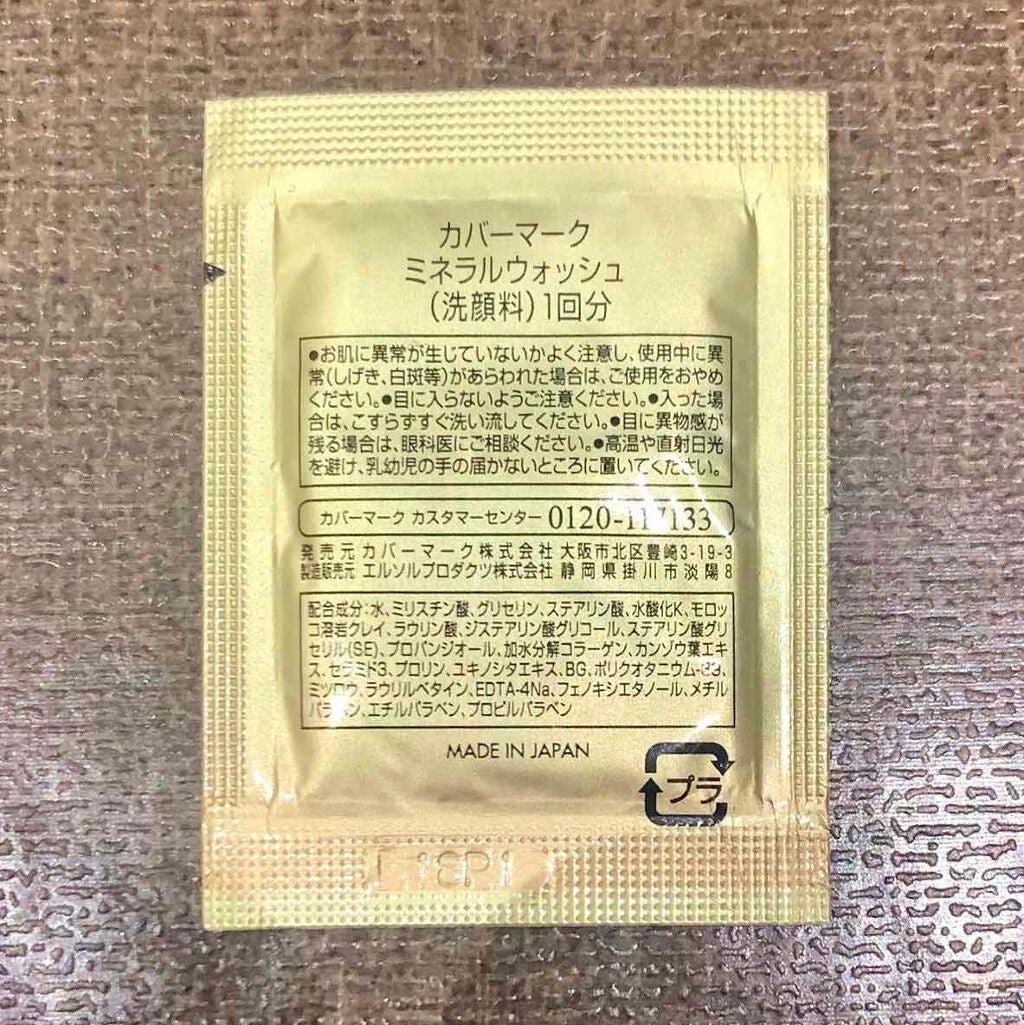 カバーマーク
ミネラルウォッシュ
(洗顔料)1回分
●お肌に異常が生じていないかよく注意し、使用中に異
常(しげき、白斑等)があらわれた場合は、ご使用をおやめ
ください。●目に入らないようご注意ください。●入った場
合は、こすらずすぐ洗い流してください。●目に異物感が
残る場合は、眼科医にご相談ください。●高温や直射日光
を避け、乳幼児の手の届かないところに置いてください。
カバーマーク カスタマーセンター 0120-117133
発売元 カバーマーク株式会社 大阪市北区豊崎3-19-3
製造販売元 エルソルプロダクツ株式会社 静岡県掛川市淡陽8
配合成分:水、ミリスチン酸、グリセリン、ステアリン酸、水酸化K、モロッ
コ溶岩クレイ、ラウリン酸、ジステアリン酸グリコール、ステアリン酸グリ
セリル(SE)、プロパンジオール、加水分解コラーゲン、カンゾウ葉エキ
ス、セラミド3、プロリン、ユキノシタエキス、BG、ポリクオタニウム-
ミツロウ、ラウリルベタイン、EDTA-4Na、フェノキシエタノール、メチル
パラベン、エチルパラベン、プロピルパラベン
MADE IN JAPAN
プラ